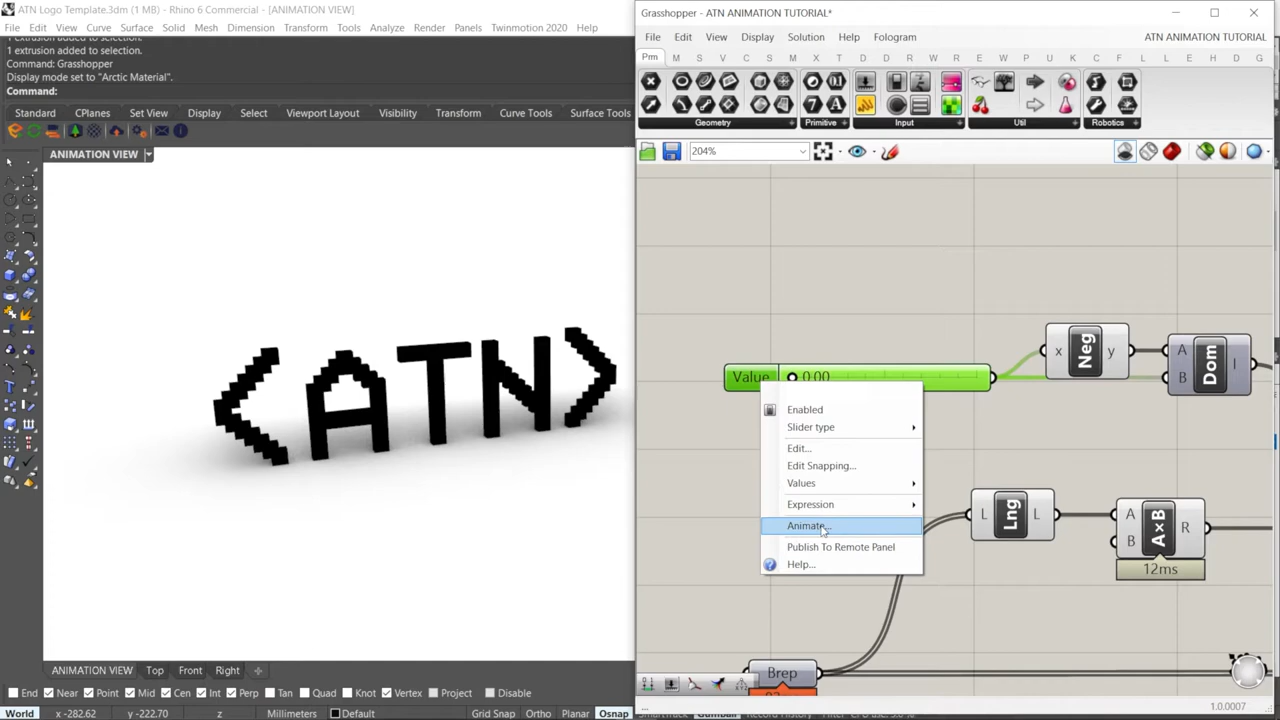 ATN Logo Template.3dm (1 MB) - Rhino 6 Commercial - [ANIMATION VIEW]
File Edit View Curve Surface Solid Mesh Dimension Transform Tools Analyze Render Panels Twinmotion 2020 Help
1 extrusion added to selection.
1 extrusion added to selection.
Command: Grasshopper
Display mode set to "Arctic Material".
Command:
Standard CPlanes Set View Display Select Viewport Layout Visibility Transform Curve Tools Surface Tools
ANIMATION VIEW
<ATN>
ANIMATION VIEW Top Front Right
End Near Point Mid Cen Int Perp Tan Quad Knot Vertex Project Disable
World x -282.62 y -222.70 z Millimeters Default Grid Snap Ortho Planar Osnap
Grasshopper - ATN ANIMATION TUTORIAL*
File Edit View Display Solution Help Fologram ATN ANIMATION TUTORIAL
Prm M S V C S M I T D D R W R R E E W K F L L M D G
Geometry Primitive Input Util Robotics
204%
Value 0.00
x Neg y
A B Dom I
Enabled
Slider type
Edit...
Edit Snapping...
Values
Expression
Animate...
Publish To Remote Panel
Help...
L Lng L
A B A×B R
12ms
Brep
1.0.0007